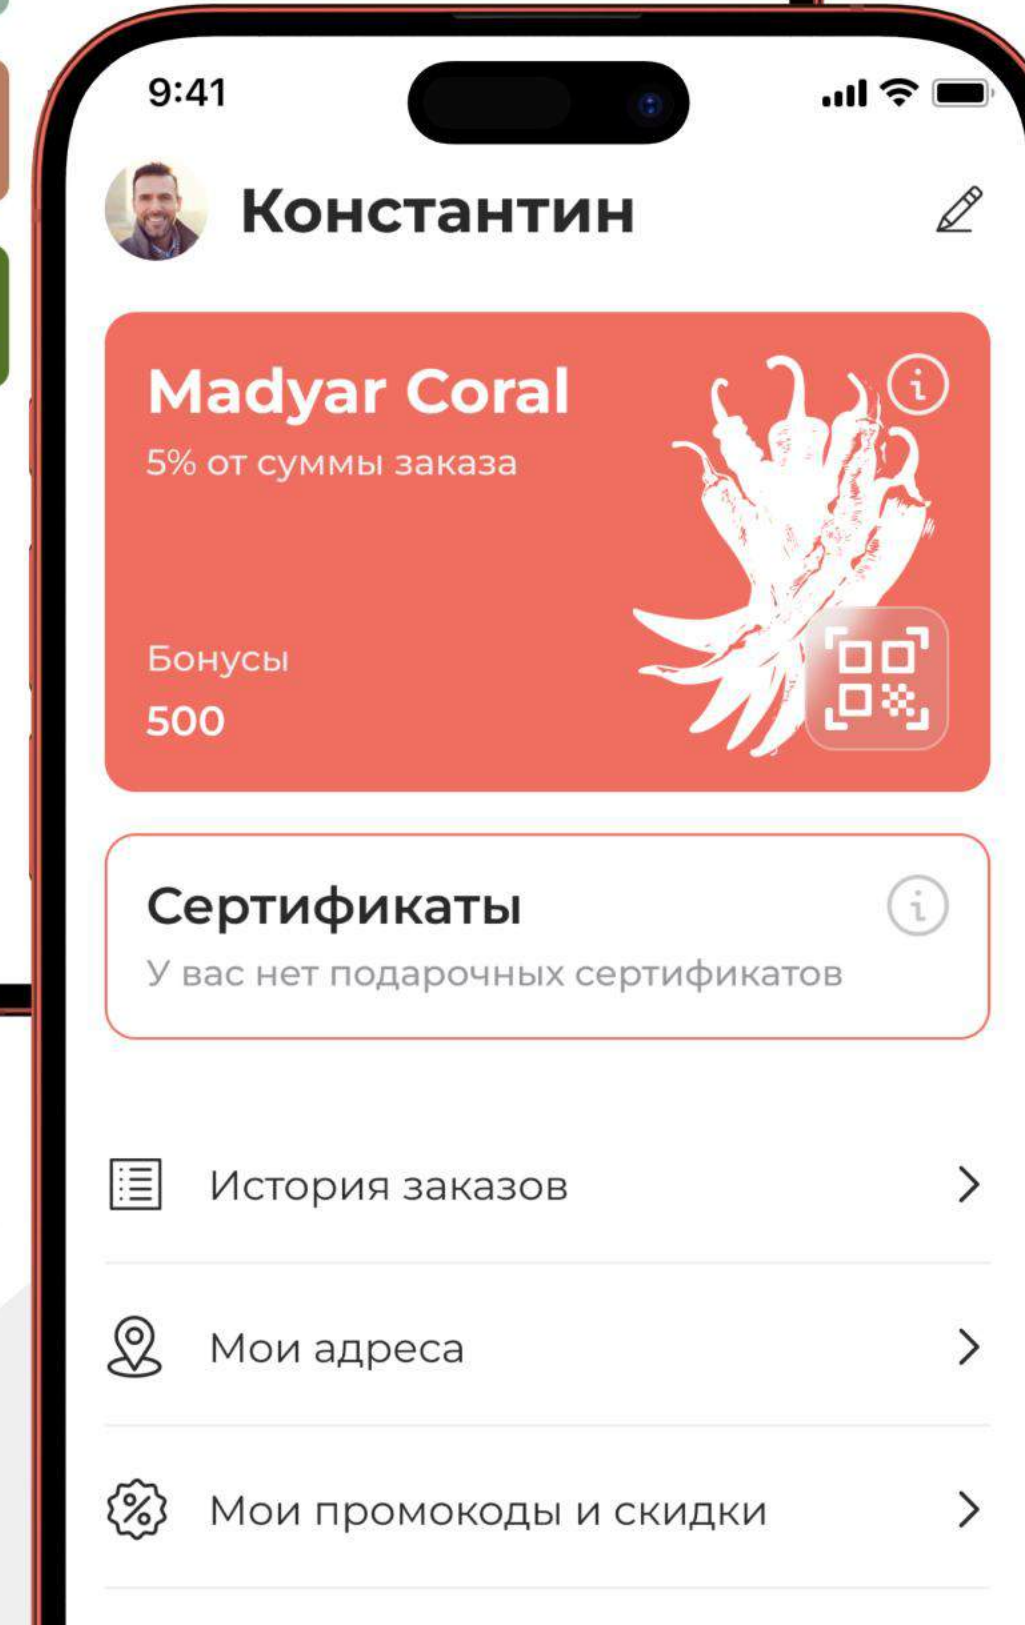 9:41
Константин
Madyar Coral
5% от суммы заказа
Бонусы
500
Сертификаты
У вас нет подарочных сертификатов
История заказов
Мои адреса
Мои промокоды и скидки